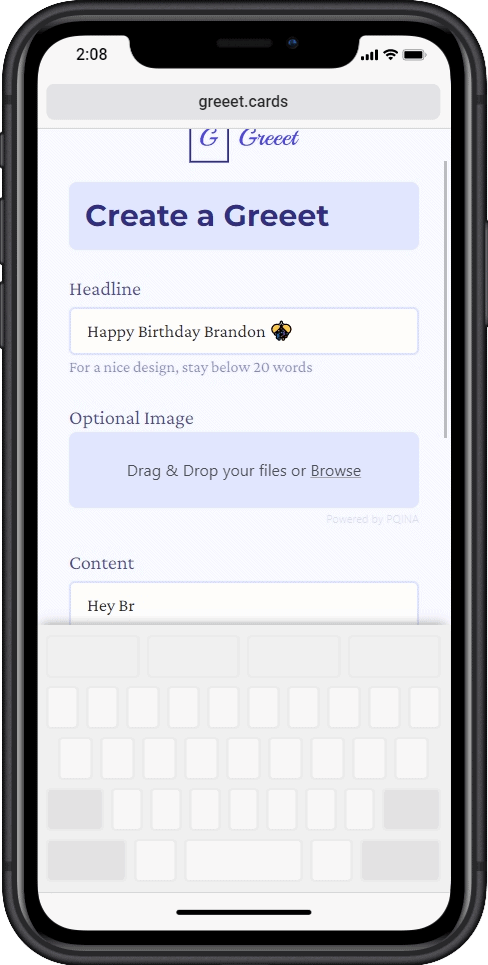 2:08
greeet.cards
G Greeet
Create a Greeet
Headline
Happy Birthday Brandon
For a nice design, stay below 20 words
Optional Image
Drag & Drop your files or Browse
Powered by PQINA
Content
Hey Br